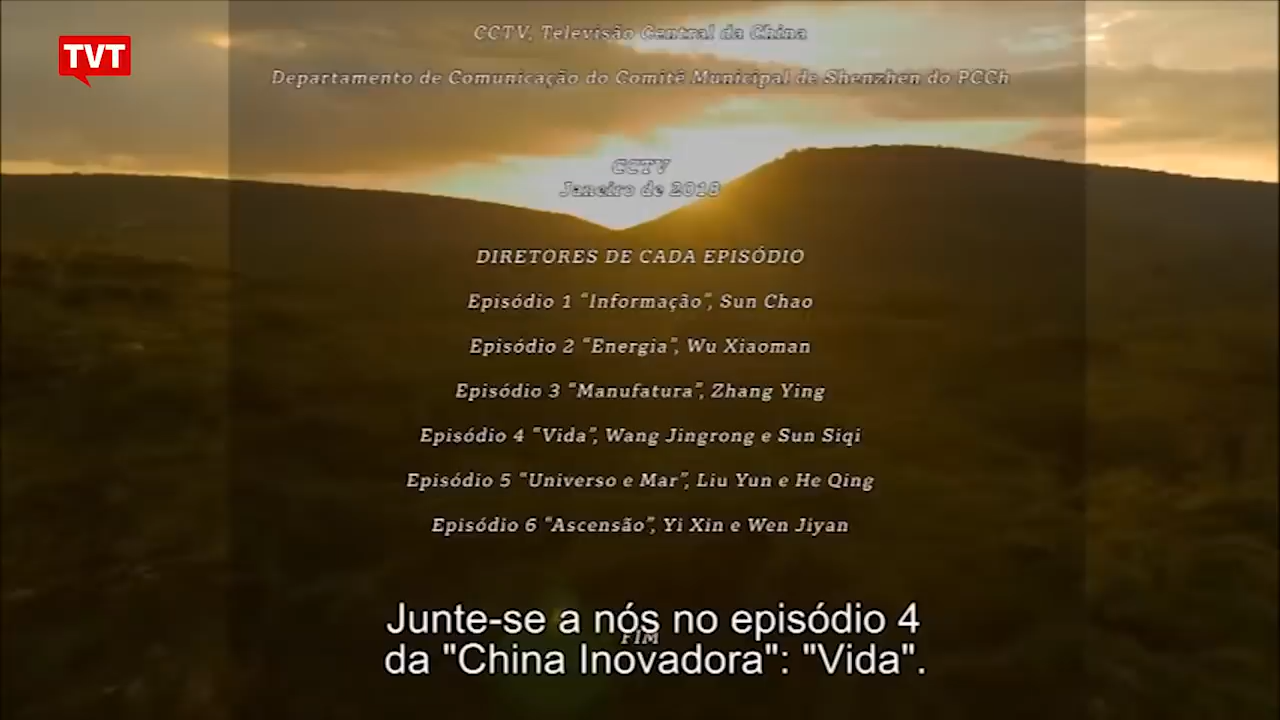 TVT
CCTV, Televisão Central da China
Departamento de Comunicação do Comitê Municipal de Shenzhen do PCCh
CCTV
Janeiro de 2018
DIRETORES DE CADA EPISÓDIO
Episódio 1 “Informação”, Sun Chao
Episódio 2 “Energia”, Wu Xiaoman
Episódio 3 “Manufatura”, Zhang Ying
Episódio 4 “Vida”, Wang Jingrong e Sun Siqi
Episódio 5 “Universo e Mar”, Liu Yun e He Qing
Episódio 6 “Ascensão”, Yi Xin e Wen Jiyan
FIM
Junte-se a nós no episódio 4
da "China Inovadora": "Vida".